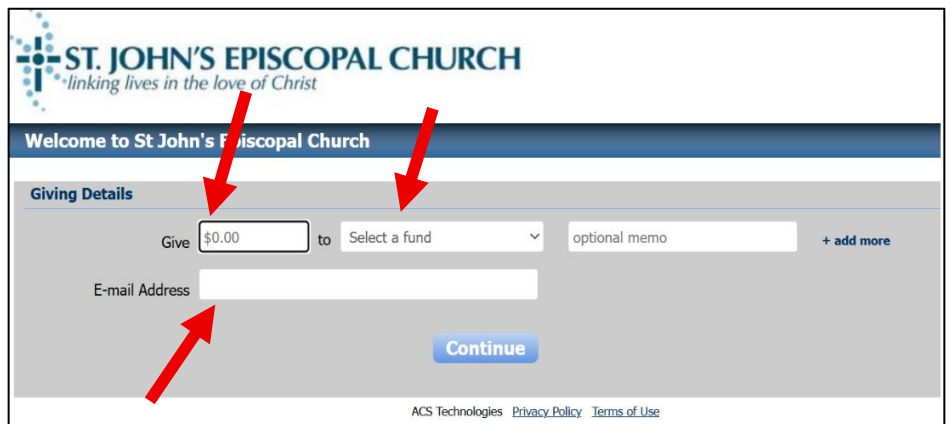 ST. JOHN'S EPISCOPAL CHURCH
linking lives in the love of Christ
Welcome to St John's Episcopal Church
Giving Details
Give $0.00 to Select a fund optional memo + add more
E-mail Address
Continue
ACS Technologies Privacy Policy Terms of Use